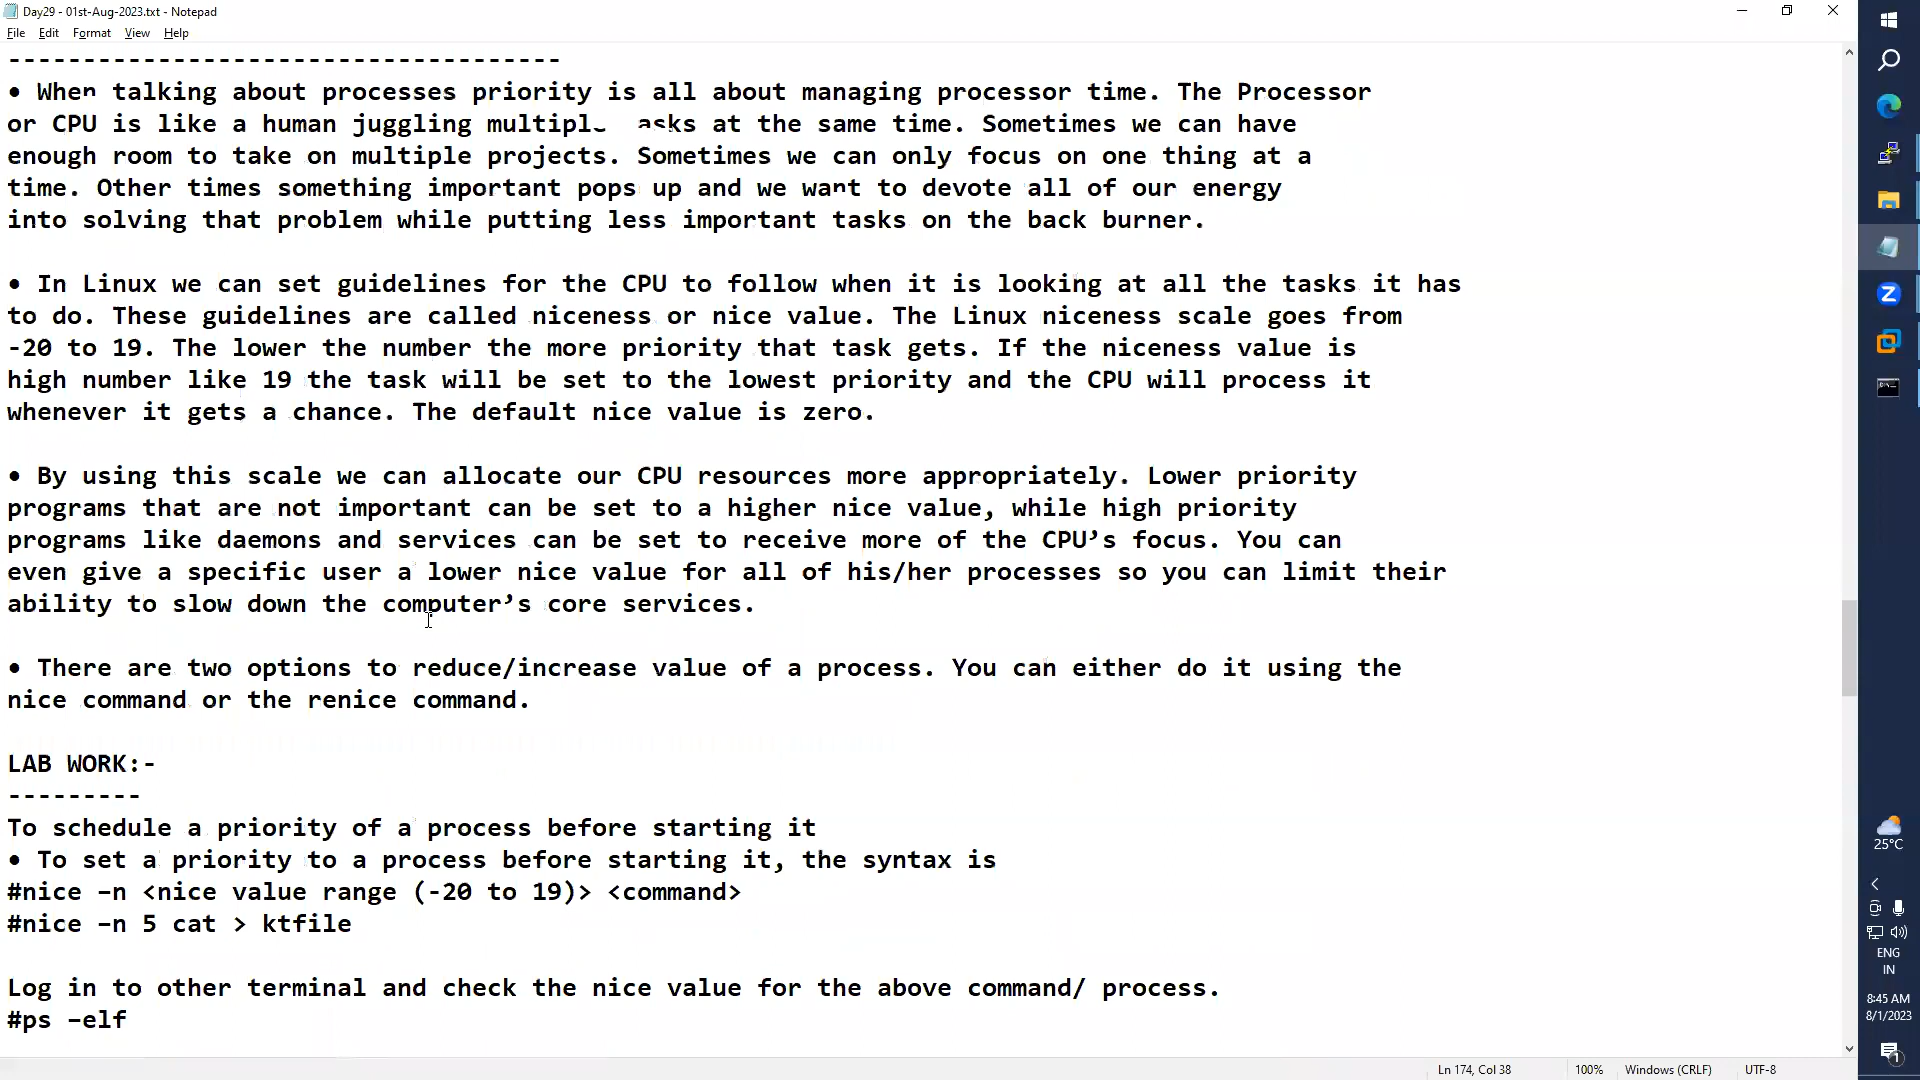 Day29 - 01st-Aug-2023.txt - Notepad
File Edit Format View Help
-------------------------------------
• When talking about processes priority is all about managing processor time. The Processor
or CPU is like a human juggling multiple tasks at the same time. Sometimes we can have
enough room to take on multiple projects. Sometimes we can only focus on one thing at a
time. Other times something important pops up and we want to devote all of our energy
into solving that problem while putting less important tasks on the back burner.
• In Linux we can set guidelines for the CPU to follow when it is looking at all the tasks it has
to do. These guidelines are called niceness or nice value. The Linux niceness scale goes from
-20 to 19. The lower the number the more priority that task gets. If the niceness value is
high number like 19 the task will be set to the lowest priority and the CPU will process it
whenever it gets a chance. The default nice value is zero.
• By using this scale we can allocate our CPU resources more appropriately. Lower priority
programs that are not important can be set to a higher nice value, while high priority
programs like daemons and services can be set to receive more of the CPU’s focus. You can
even give a specific user a lower nice value for all of his/her processes so you can limit their
ability to slow down the computer’s core services.
• There are two options to reduce/increase value of a process. You can either do it using the
nice command or the renice command.
LAB WORK:-
---------
To schedule a priority of a process before starting it
• To set a priority to a process before starting it, the syntax is
#nice –n <nice value range (-20 to 19)> <command>
#nice –n 5 cat > ktfile
Log in to other terminal and check the nice value for the above command/ process.
#ps –elf
Ln 174, Col 38 100% Windows (CRLF) UTF-8
25°C
ENG
IN
8:45 AM
8/1/2023
1